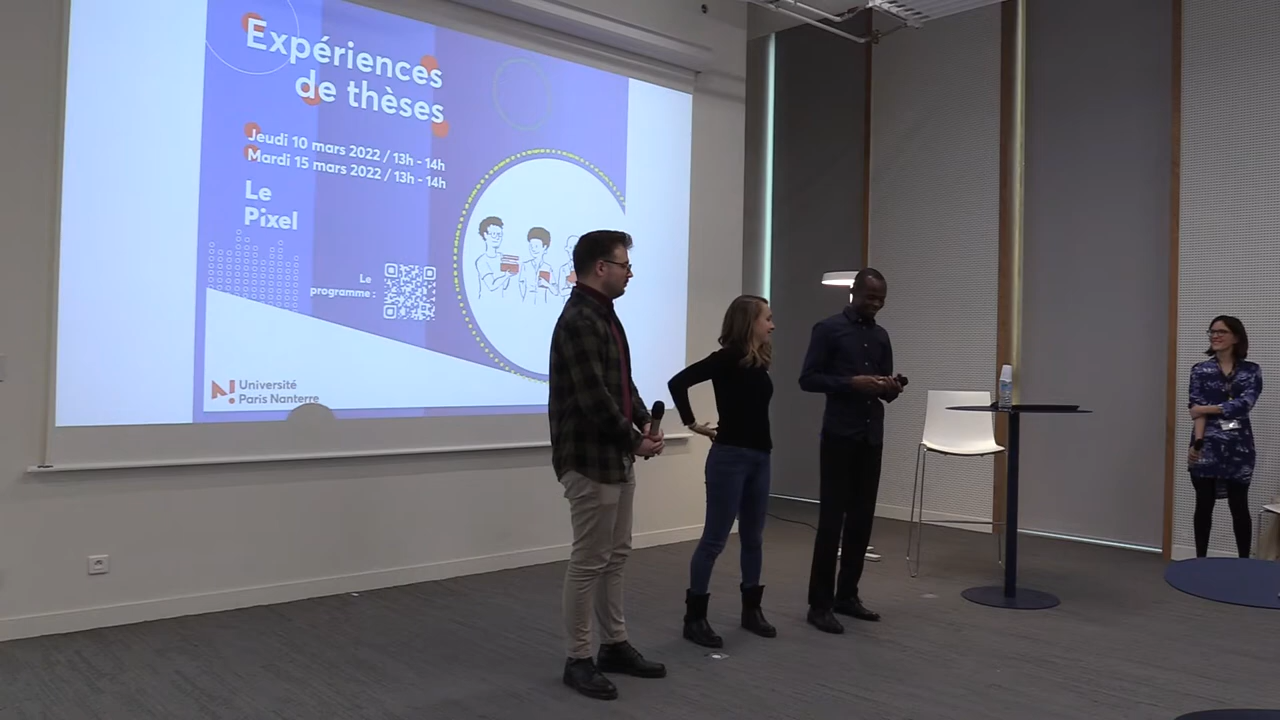 Expériences
de thèses
Jeudi 10 mars 2022 / 13h - 14h
Mardi 15 mars 2022 / 13h - 14h
Le
Pixel
Le
programme :
Université
Paris Nanterre